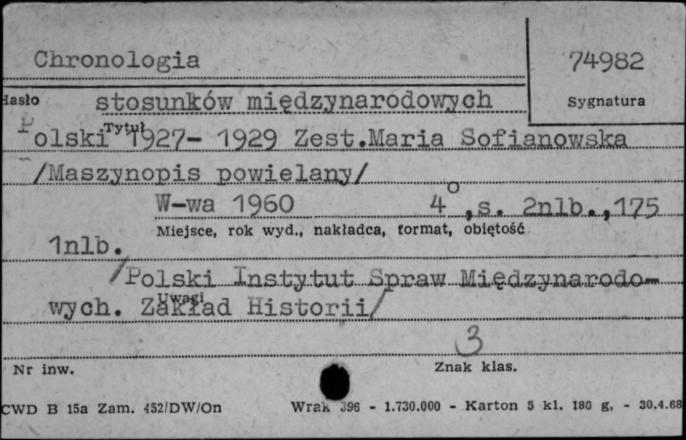 Chronologia
74982
Hasło
stosunków międzynarodowych
Sygnatura
Tytuł
Polski 1927- 1929 Zest.Maria Sofianowska
/Maszynopis powielany/
W-wa 1960 4°,s. 2nlb.,175
Miejsce, rok wyd., nakładca, format, objętość
1nlb.
/Polski Instytut Spraw Międzynarodo-
Uwagi
wych. Zakład Historii/
3
Nr inw.
Znak klas.
CWD B 15a Zam. 452/DW/On Wrak 396 - 1.730.000 - Karton 5 kl. 180 g. - 30.4.68